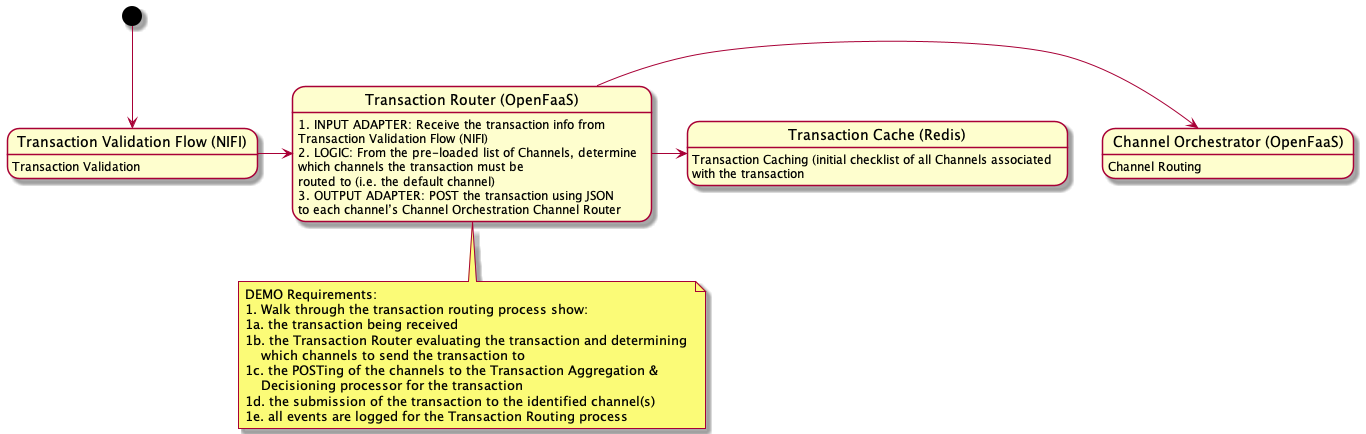 Transaction Validation Flow (NIFI)
Transaction Validation
Transaction Router (OpenFaaS)
1. INPUT ADAPTER: Receive the transaction info from
Transaction Validation Flow (NIFI)
2. LOGIC: From the pre-loaded list of Channels, determine
which channels the transaction must be
routed to (i.e. the default channel)
3. OUTPUT ADAPTER: POST the transaction using JSON
to each channel's Channel Orchestration Channel Router
Transaction Cache (Redis)
Transaction Caching (initial checklist of all Channels associated
with the transaction
Channel Orchestrator (OpenFaaS)
Channel Routing
DEMO Requirements:
1. Walk through the transaction routing process show:
1a. the transaction being received
1b. the Transaction Router evaluating the transaction and determining
which channels to send the transaction to
1c. the POSTing of the channels to the Transaction Aggregation &
Decisioning processor for the transaction
1d. the submission of the transaction to the identified channel(s)
1e. all events are logged for the Transaction Routing process